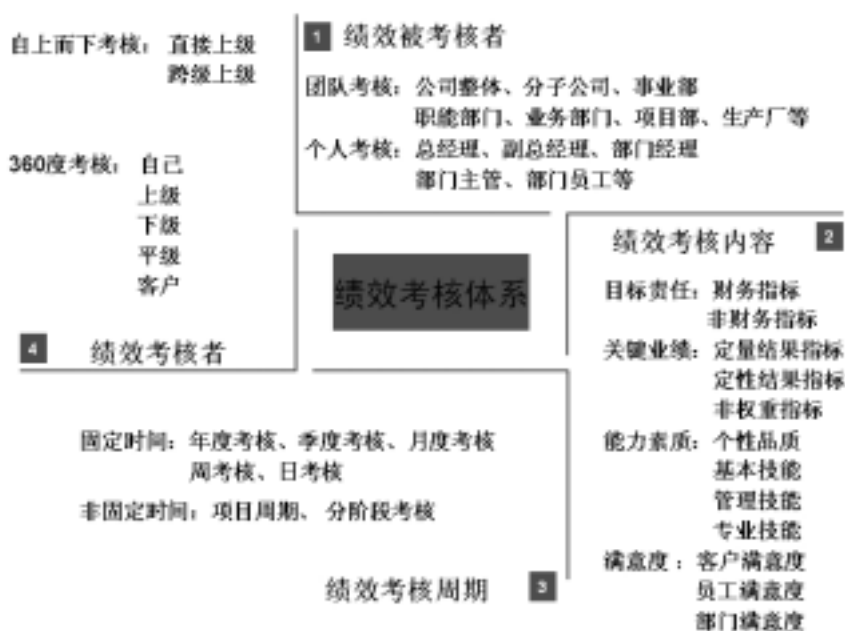 自上而下考核： 直接上级
跨级上级
360度考核： 自己
上级
下级
平级
客户
4 绩效考核者
1 绩效被考核者
团队考核：公司整体、分子公司、事业部
职能部门、业务部门、项目部、生产厂等
个人考核：总经理、副总经理、部门经理
部门主管、部门员工等
绩效考核体系
绩效考核内容 2
目标责任：财务指标
非财务指标
关键业绩：定量结果指标
定性结果指标
非权重指标
能力素质：个性品质
基本技能
管理技能
专业技能
满意度：客户满意度
员工满意度
部门满意度
固定时间：年度考核、季度考核、月度考核
周考核、日考核
非固定时间：项目周期、分阶段考核
绩效考核周期 3